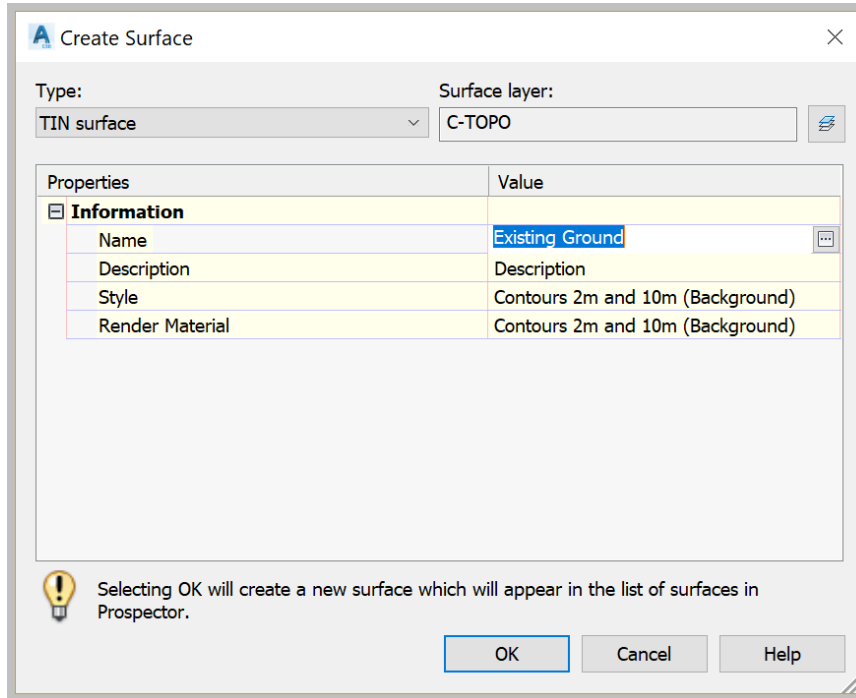 Create Surface
Type:
Surface layer:
TIN surface
C-TOPO
Properties Value
Information
Name Existing Ground
Description Description
Style Contours 2m and 10m (Background)
Render Material Contours 2m and 10m (Background)
Selecting OK will create a new surface which will appear in the list of surfaces in
Prospector.
OK Cancel Help